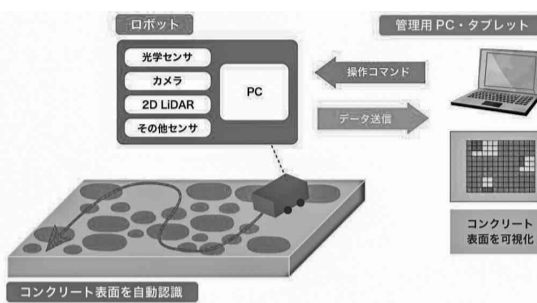 ロボット
管理用 PC・タブレット
光学センサ
カメラ
2D LiDAR
その他センサ
PC
操作コマンド
データ送信
コンクリート
表面を可視化
コンクリート表面を自動認識